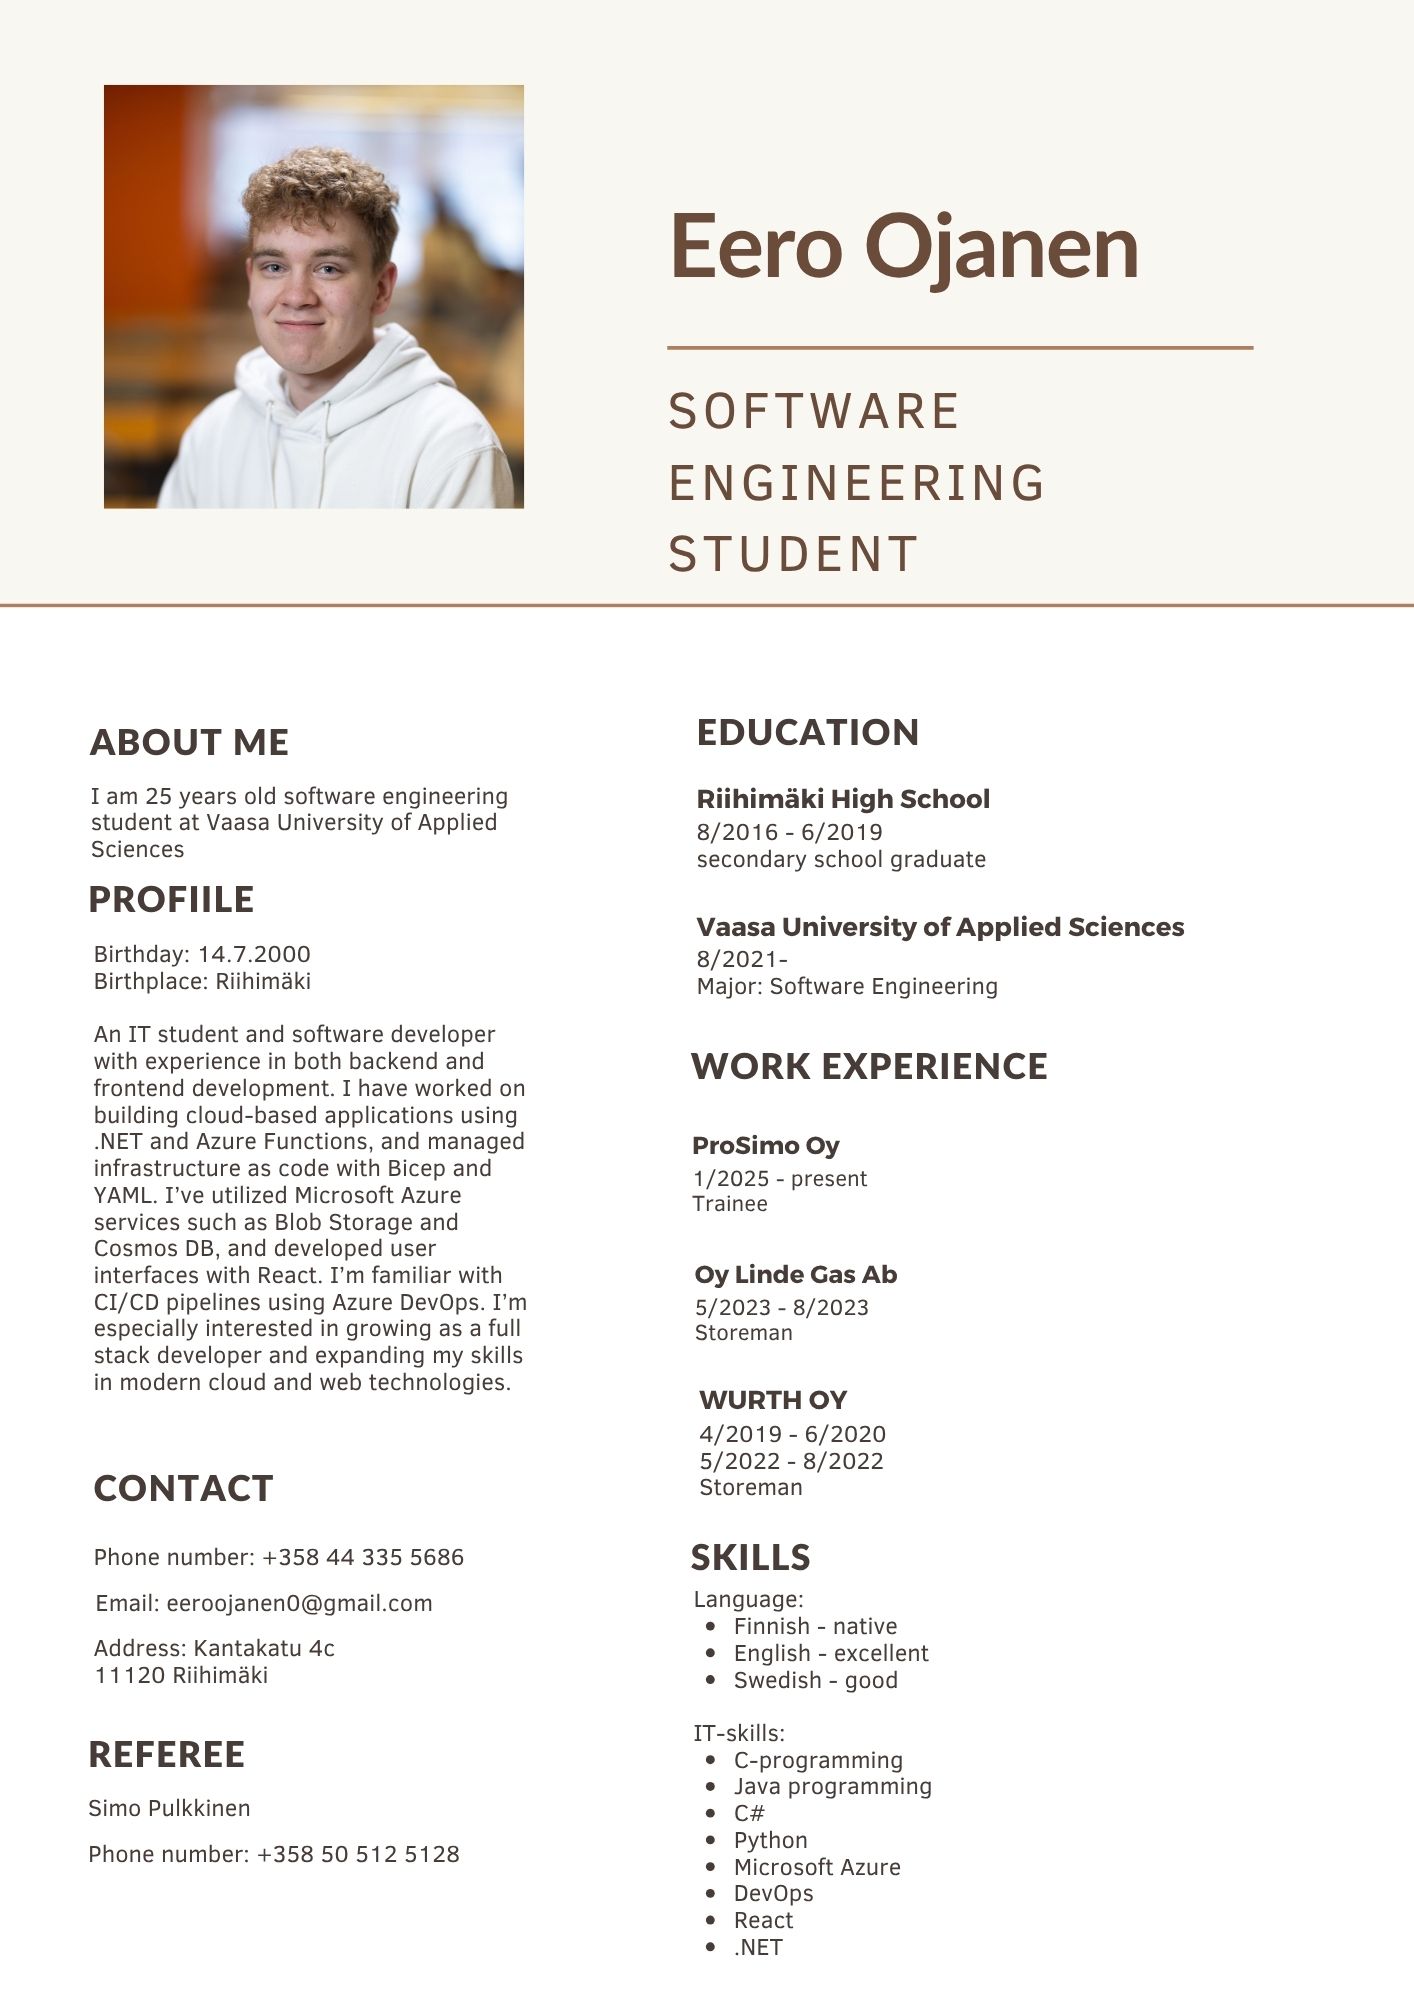 Eero Ojanen
SOFTWARE
ENGINEERING
STUDENT
ABOUT ME
I am 25 years old software engineering
student at Vaasa University of Applied
Sciences
PROFIILE
Birthday: 14.7.2000
Birthplace: Riihimäki
An IT student and software developer
with experience in both backend and
frontend development. I have worked on
building cloud-based applications using
.NET and Azure Functions, and managed
infrastructure as code with Bicep and
YAML. I’ve utilized Microsoft Azure
services such as Blob Storage and
Cosmos DB, and developed user
interfaces with React. I’m familiar with
CI/CD pipelines using Azure DevOps. I’m
especially interested in growing as a full
stack developer and expanding my skills
in modern cloud and web technologies.
CONTACT
Phone number: +358 44 335 5686
Email: eeroojanen0@gmail.com
Address: Kantakatu 4c
11120 Riihimäki
REFEREE
Simo Pulkkinen
Phone number: +358 50 512 5128
EDUCATION
Riihimäki High School
8/2016 - 6/2019
secondary school graduate
Vaasa University of Applied Sciences
8/2021-
Major: Software Engineering
WORK EXPERIENCE
ProSimo Oy
1/2025 - present
Trainee
Oy Linde Gas Ab
5/2023 - 8/2023
Storeman
WURTH OY
4/2019 - 6/2020
5/2022 - 8/2022
Storeman
SKILLS
Language:
• Finnish - native
• English - excellent
• Swedish - good
IT-skills:
• C-programming
• Java programming
• C#
• Python
• Microsoft Azure
• DevOps
• React
• .NET